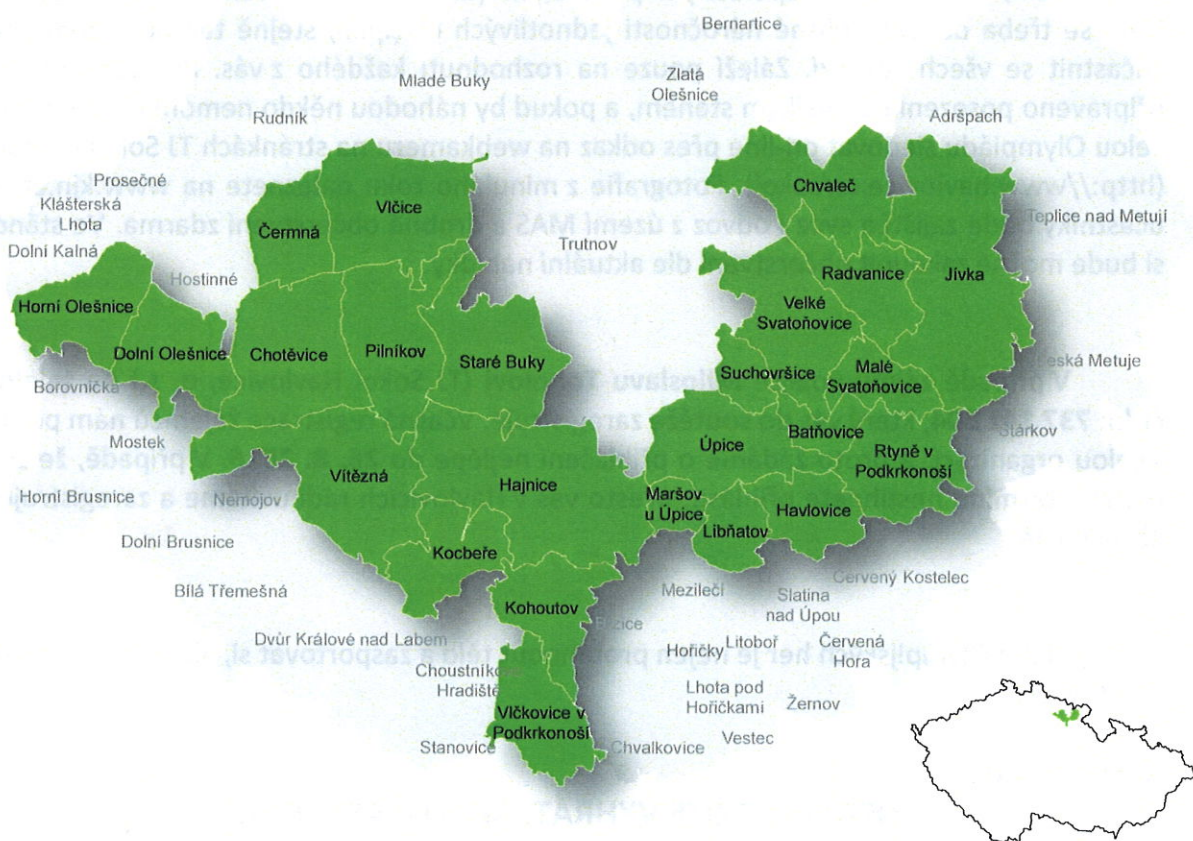 Bernartice
Mladé Buky
Zlatá
Olešnice
Rudník
Adršpach
Prosečné
Klášterská
Lhota
Dolní Kalná
Hostinné
Čermná
Vlčice
Trutnov
Chvaleč
Teplice nad Metují
Radvanice
Jívka
Horní Olešnice
Dolní Olešnice
Chotěvice
Pilníkov
Staré Buky
Velké
Svatoňovice
Suchovršice
Malé
Svatoňovice
Česká Metuje
Borovnička
Mostek
Stárkov
Horní Brusnice
Nemojov
Vítězná
Hajnice
Úpice
Batňovice
Rtyně v
Podkrkonoší
Maršov
u Úpice
Libňatov
Havlovice
Dolní Brusnice
Kocbeře
Bílá Třemešná
Mezilečí
Červený Kostelec
Slatina
nad Úpou
Kohoutov
Dvůr Králové nad Labem
Hořičky
Litoboř
Červená
Hora
Choustníkovo
Hradiště
Lhota pod
Hořičkami
Žernov
Vlčkovice v
Podkrkonoší
Stanovice
Chvalkovice
Vestec